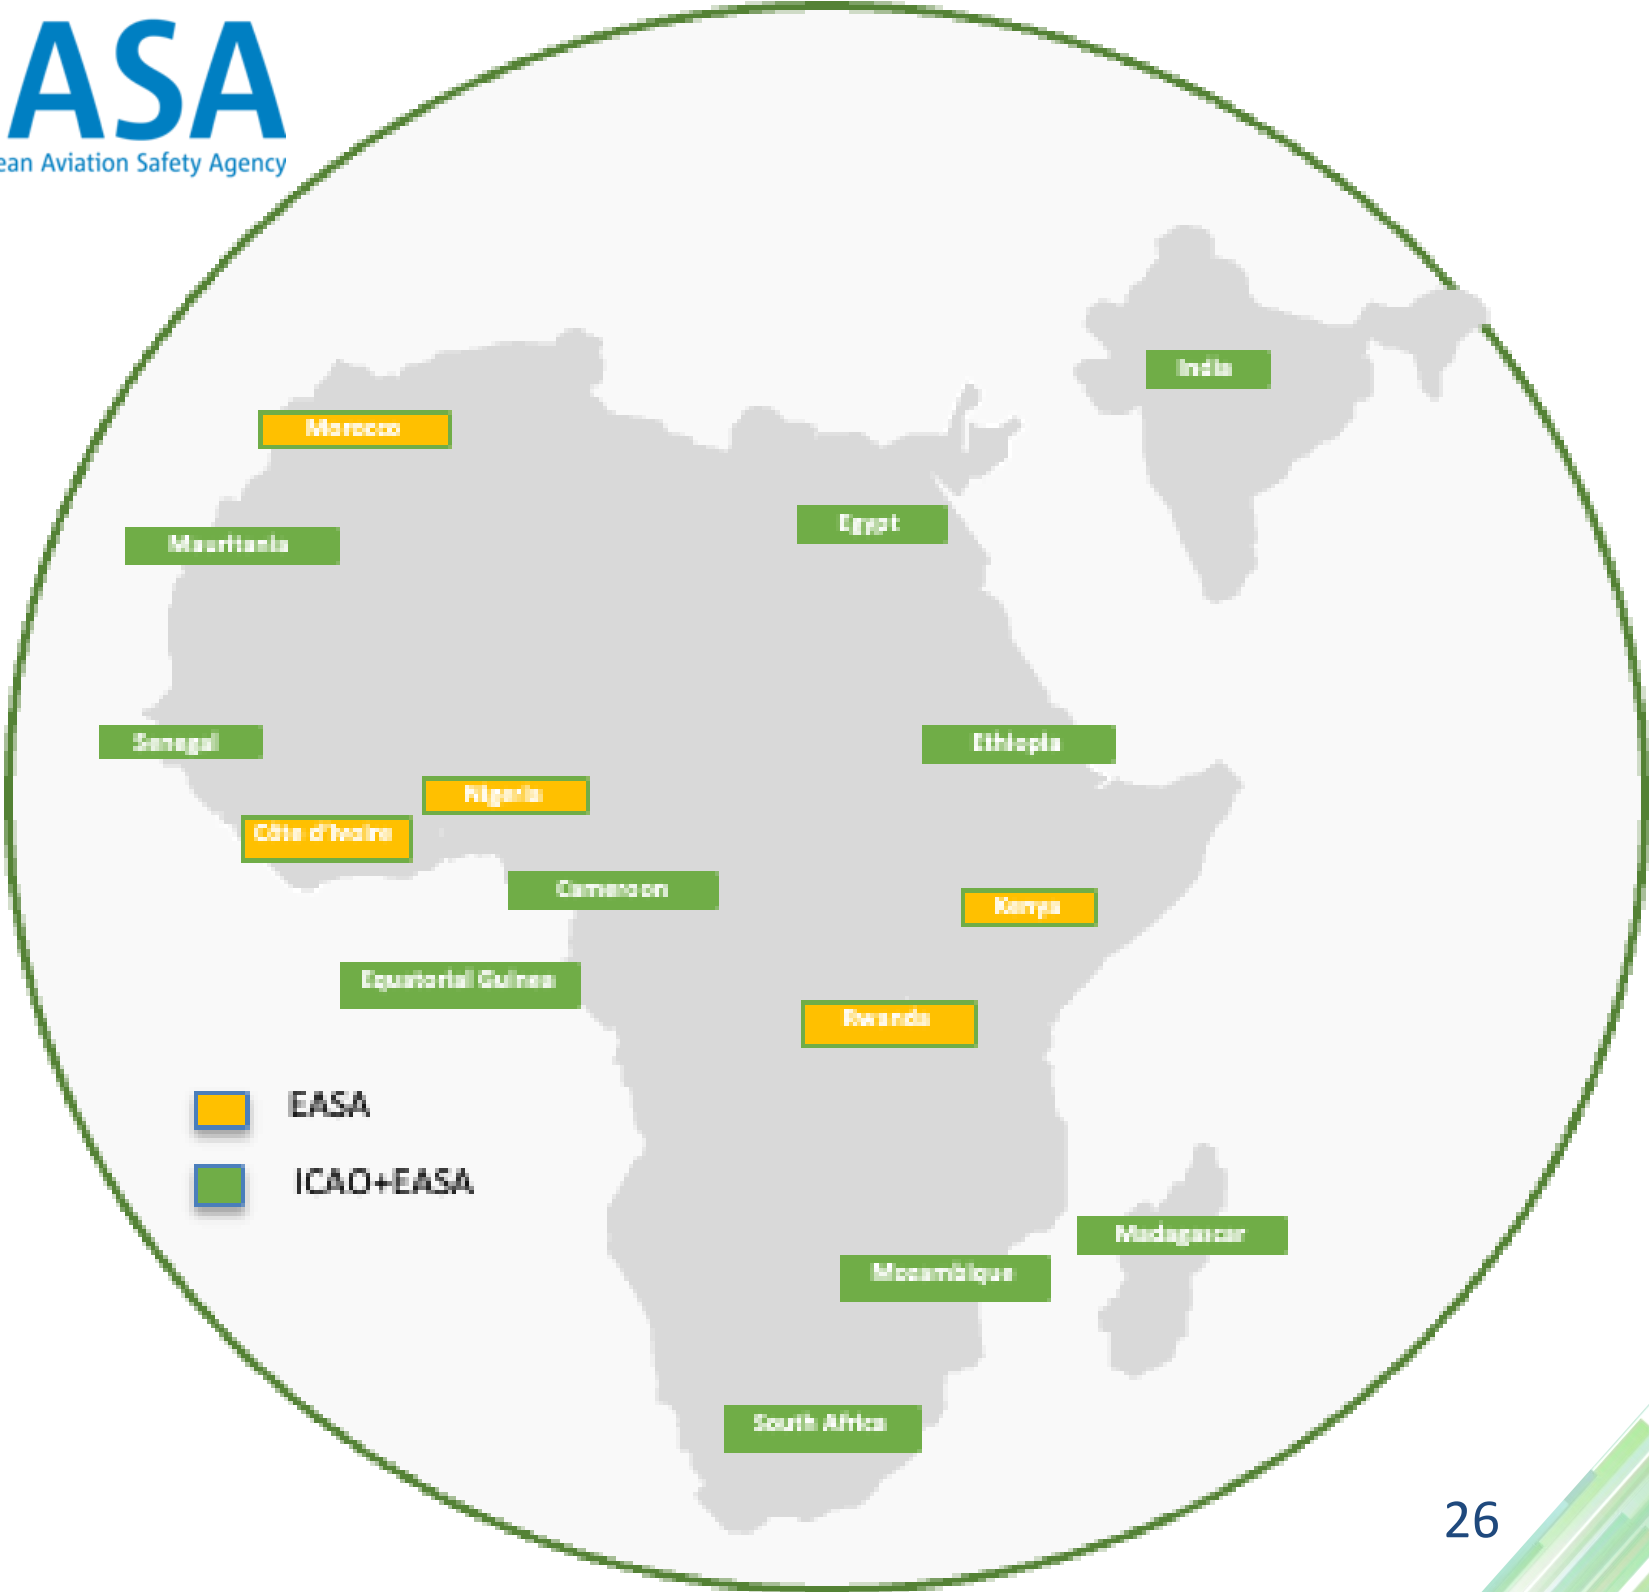 ASA
ean Aviation Safety Agency
India
Morocco
Egypt
Mauritania
Senegal
Ethiopia
Nigeria
Côte d'Ivoire
Cameroon
Kenya
Equatorial Guinea
Rwanda
EASA
ICAO+EASA
Madagascar
Mozambique
South Africa
26